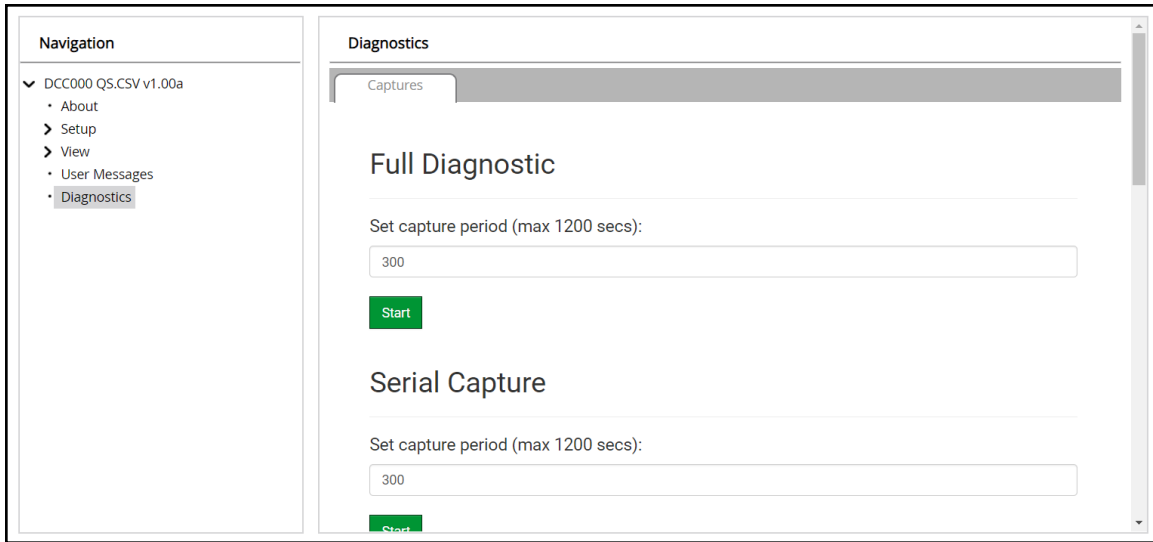 Navigation
DCC000 QS.CSV v1.00a
About
Setup
View
User Messages
Diagnostics
Diagnostics
Captures
Full Diagnostic
Set capture period (max 1200 secs):
300
Start
Serial Capture
Set capture period (max 1200 secs):
300
Start